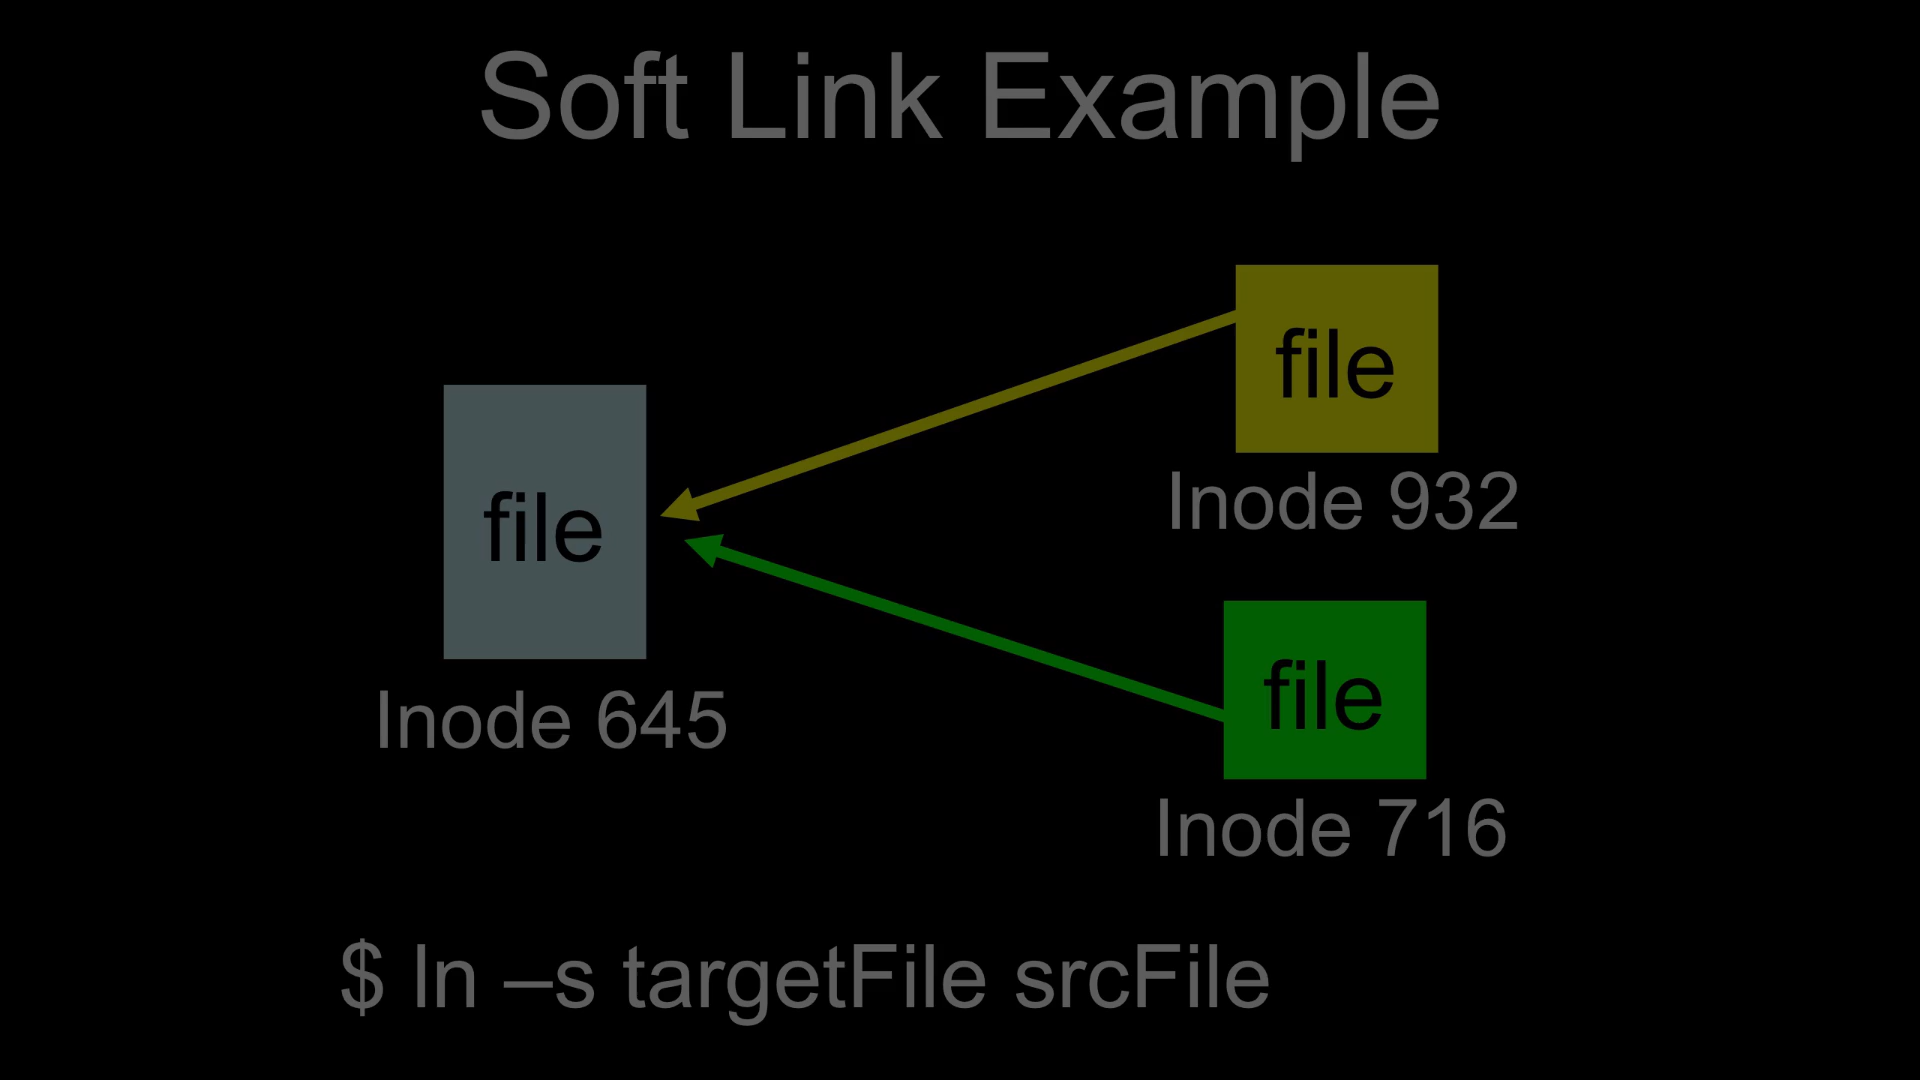 Soft Link Example
file
Inode 932
file
Inode 645
file
Inode 716
$ ln –s targetFile srcFile